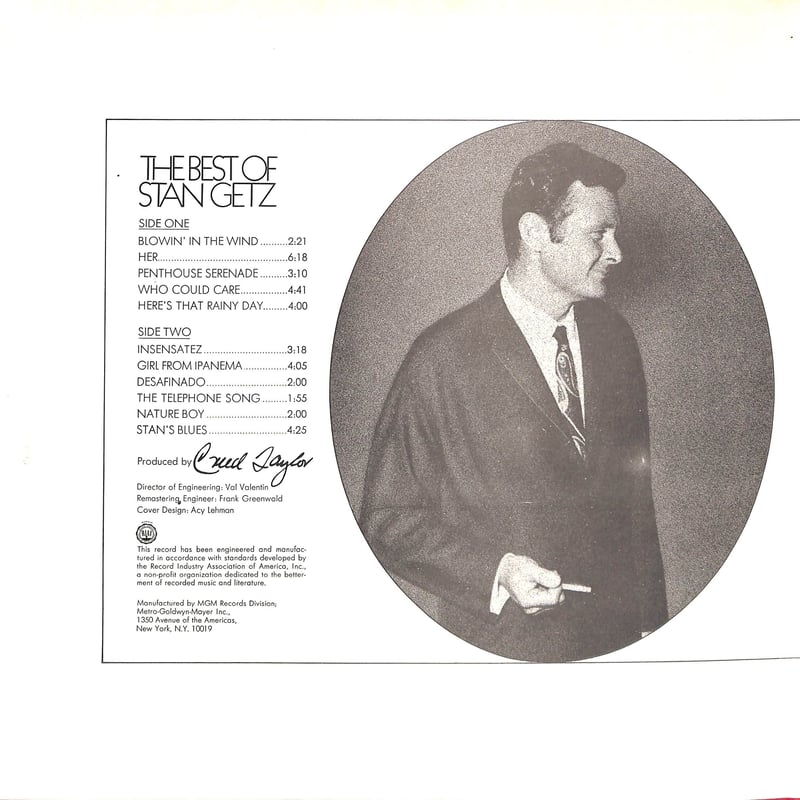 THE BEST OF
STAN GETZ
SIDE ONE
BLOWIN' IN THE WIND..........2:21
HER..........................................6:18
PENTHOUSE SERENADE.........3:10
WHO COULD CARE................4:41
HERE'S THAT RAINY DAY........4:00
SIDE TWO
INSENSATEZ...........................3:18
GIRL FROM IPANEMA..............4:05
DESAFINADO..........................2:00
THE TELEPHONE SONG.........1:55
NATURE BOY..........................2:00
STAN'S BLUES.........................4:25
Produced by Creed Taylor
Director of Engineering: Val Valentin
Remastering Engineer: Frank Greenwald
Cover Design: Acy Lehman
This record has been engineered and manufac-
tured in accordance with standards developed by
the Record Industry Association of America, Inc.,
a non-profit organization dedicated to the better-
ment of recorded music and literature.
Manufactured by MGM Records Division;
Metro-Goldwyn-Mayer Inc.,
1350 Avenue of the Americas,
New York, N.Y. 10019